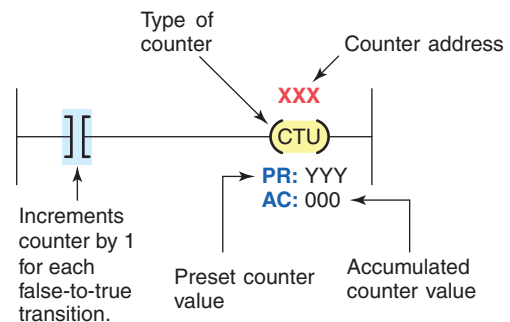 Type of
counter
Counter address
XXX
CTU
PR: YYY
AC: 000
Increments
counter by 1
for each
false-to-true
transition.
Preset counter
value
Accumulated
counter value